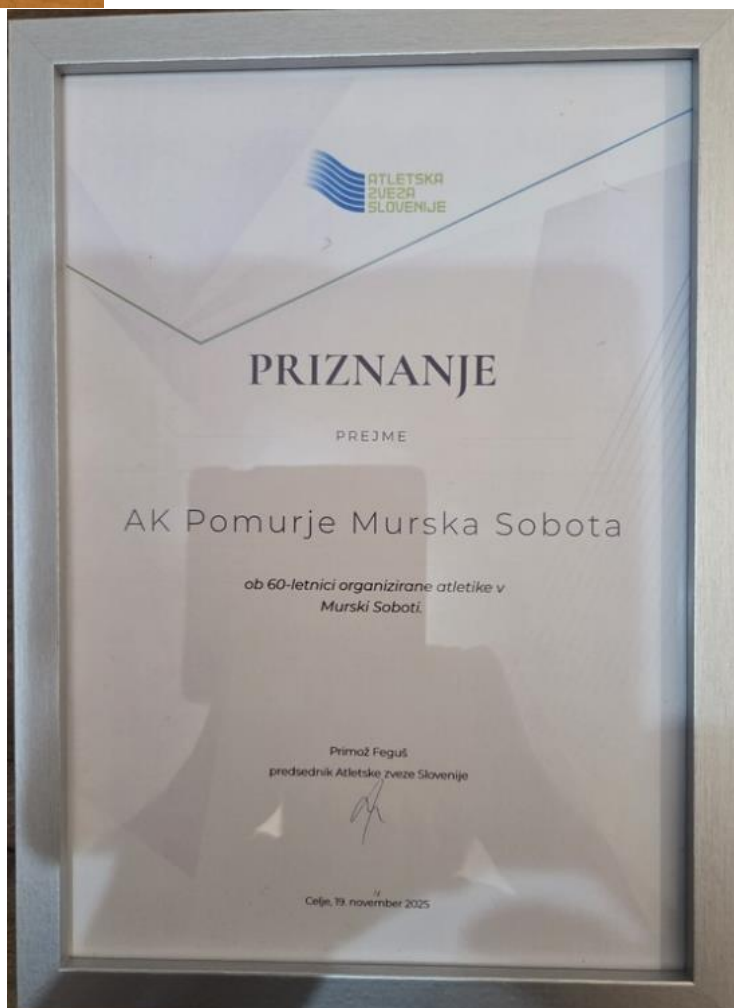 ATLETSKA
ZVEZA
SLOVENIJE
PRIZNANJE
PREJME
AK Pomurje Murska Sobota
ob 60-letnici organizirane atletike v
Murski Soboti.
Primož Feguš
predsednik Atletske zveze Slovenije
Celje, 19. november 2025